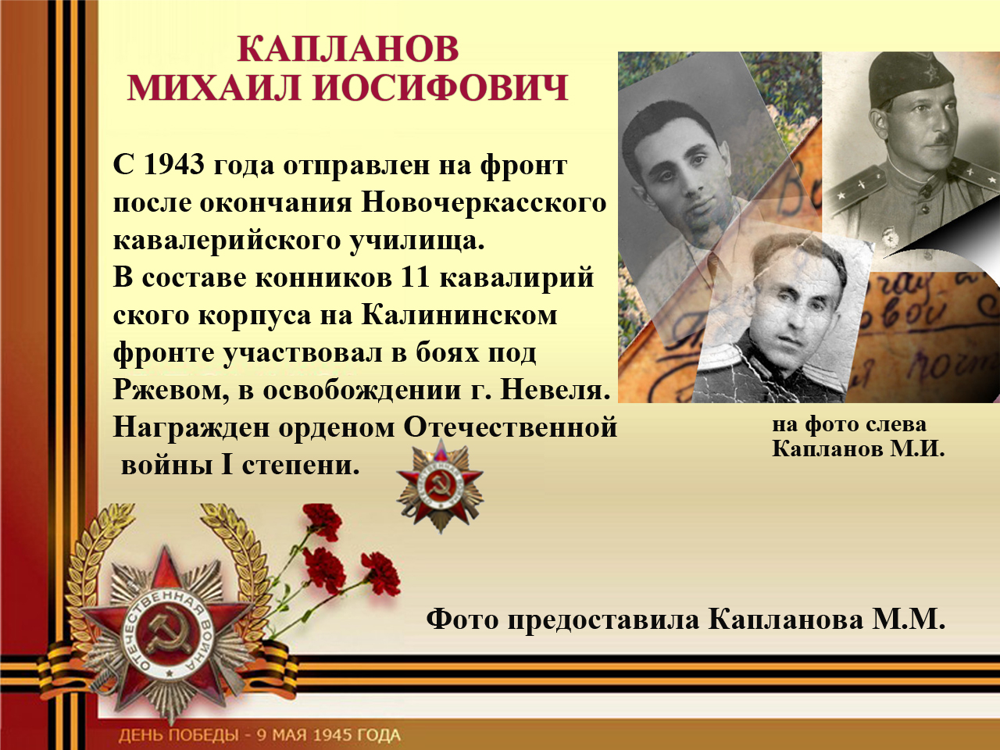 КАПЛАНОВ
МИХАИЛ ИОСИФОВИЧ
С 1943 года отправлен на фронт
после окончания Новочеркасского
кавалерийского училища.
В составе конников 11 кавалирий
ского корпуса на Калининском
фронте участвовал в боях под
Ржевом, в освобождении г. Невеля.
Награжден орденом Отечественной
войны I степени.
на фото слева
Капланов М.И.
ОТЕЧЕСТВЕННАЯ ВОЙНА
Фото предоставила Капланова М.М.
ОТЕЧЕСТВЕННАЯ ВОЙНА
ДЕНЬ ПОБЕДЫ - 9 МАЯ 1945 ГОДА